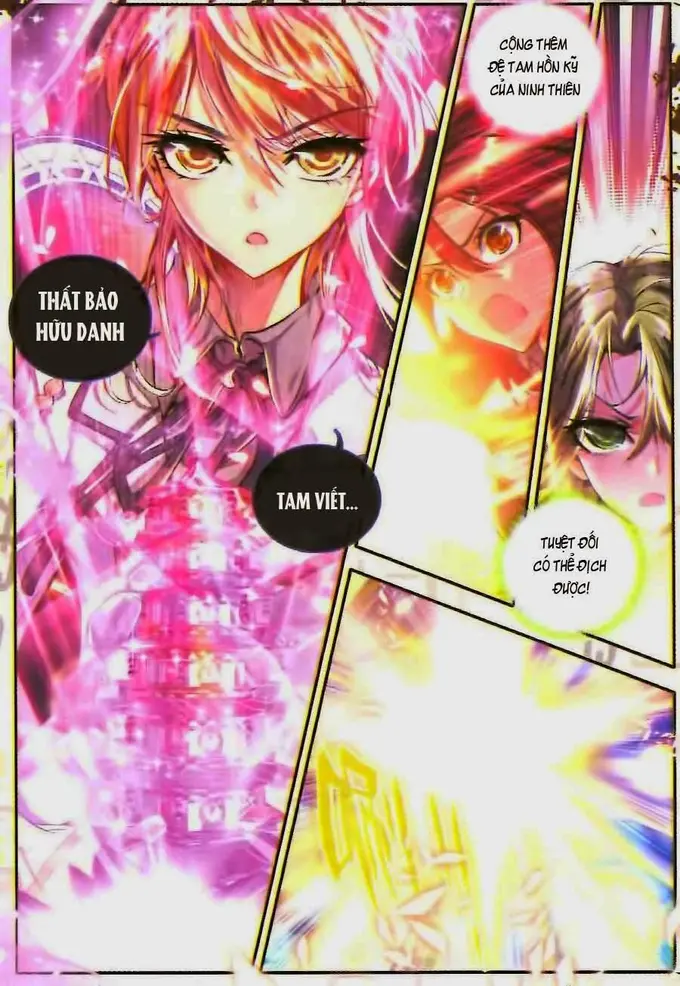 THẤT BẢO
HỮU DANH
TAM VIẾT...
CỘNG THÊM
ĐỆ TAM HỒN KỸ
CỦA NINH THIÊN
TUYỆT ĐỐI
CÓ THỂ ĐỊCH
ĐƯỢC!